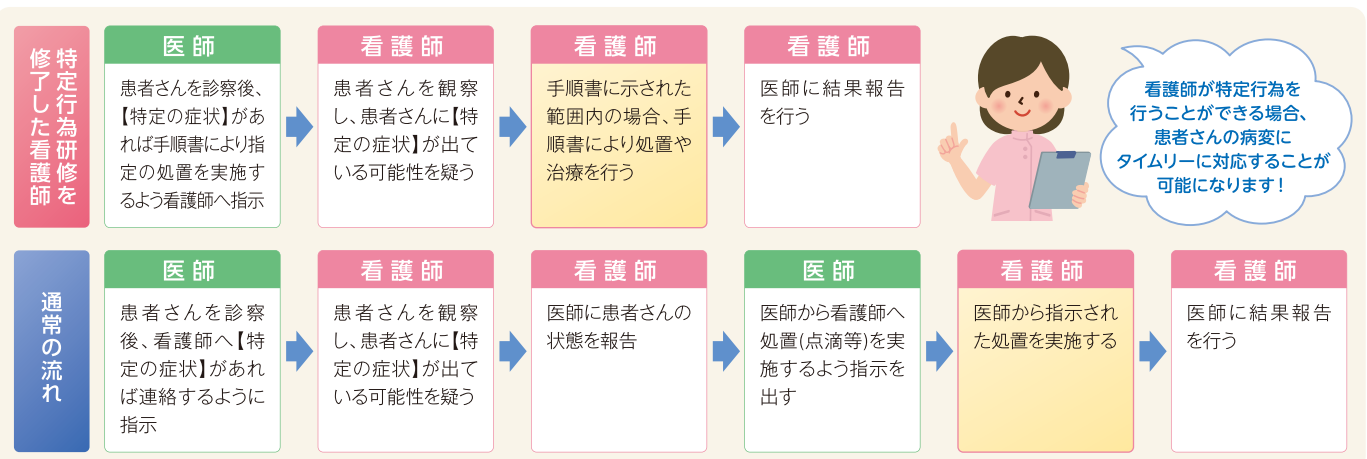 特定行為研修を
修了した看護師
医師
患者さんを診察後、
【特定の症状】があ
れば手順書により指
定の処置を実施す
るよう看護師へ指示
看護師
患者さんを観察
し、患者さんに【特
定の症状】が出て
いる可能性を疑う
看護師
手順書に示された
範囲内の場合、手
順書により処置や
治療を行う
看護師
医師に結果報告
を行う
看護師が特定行為を
行うことができる場合、
患者さんの病変に
タイムリーに対応することが
可能になります!
通常の流れ
医師
患者さんを診察
後、看護師へ【特
定の症状】があれ
ば連絡するように
指示
看護師
患者さんを観察
し、患者さんに【特
定の症状】が出て
いる可能性を疑う
看護師
医師に患者さんの
状態を報告
医師
医師から看護師へ
処置(点滴等)を実
施するよう指示を
出す
看護師
医師から指示され
た処置を実施する
看護師
医師に結果報告
を行う